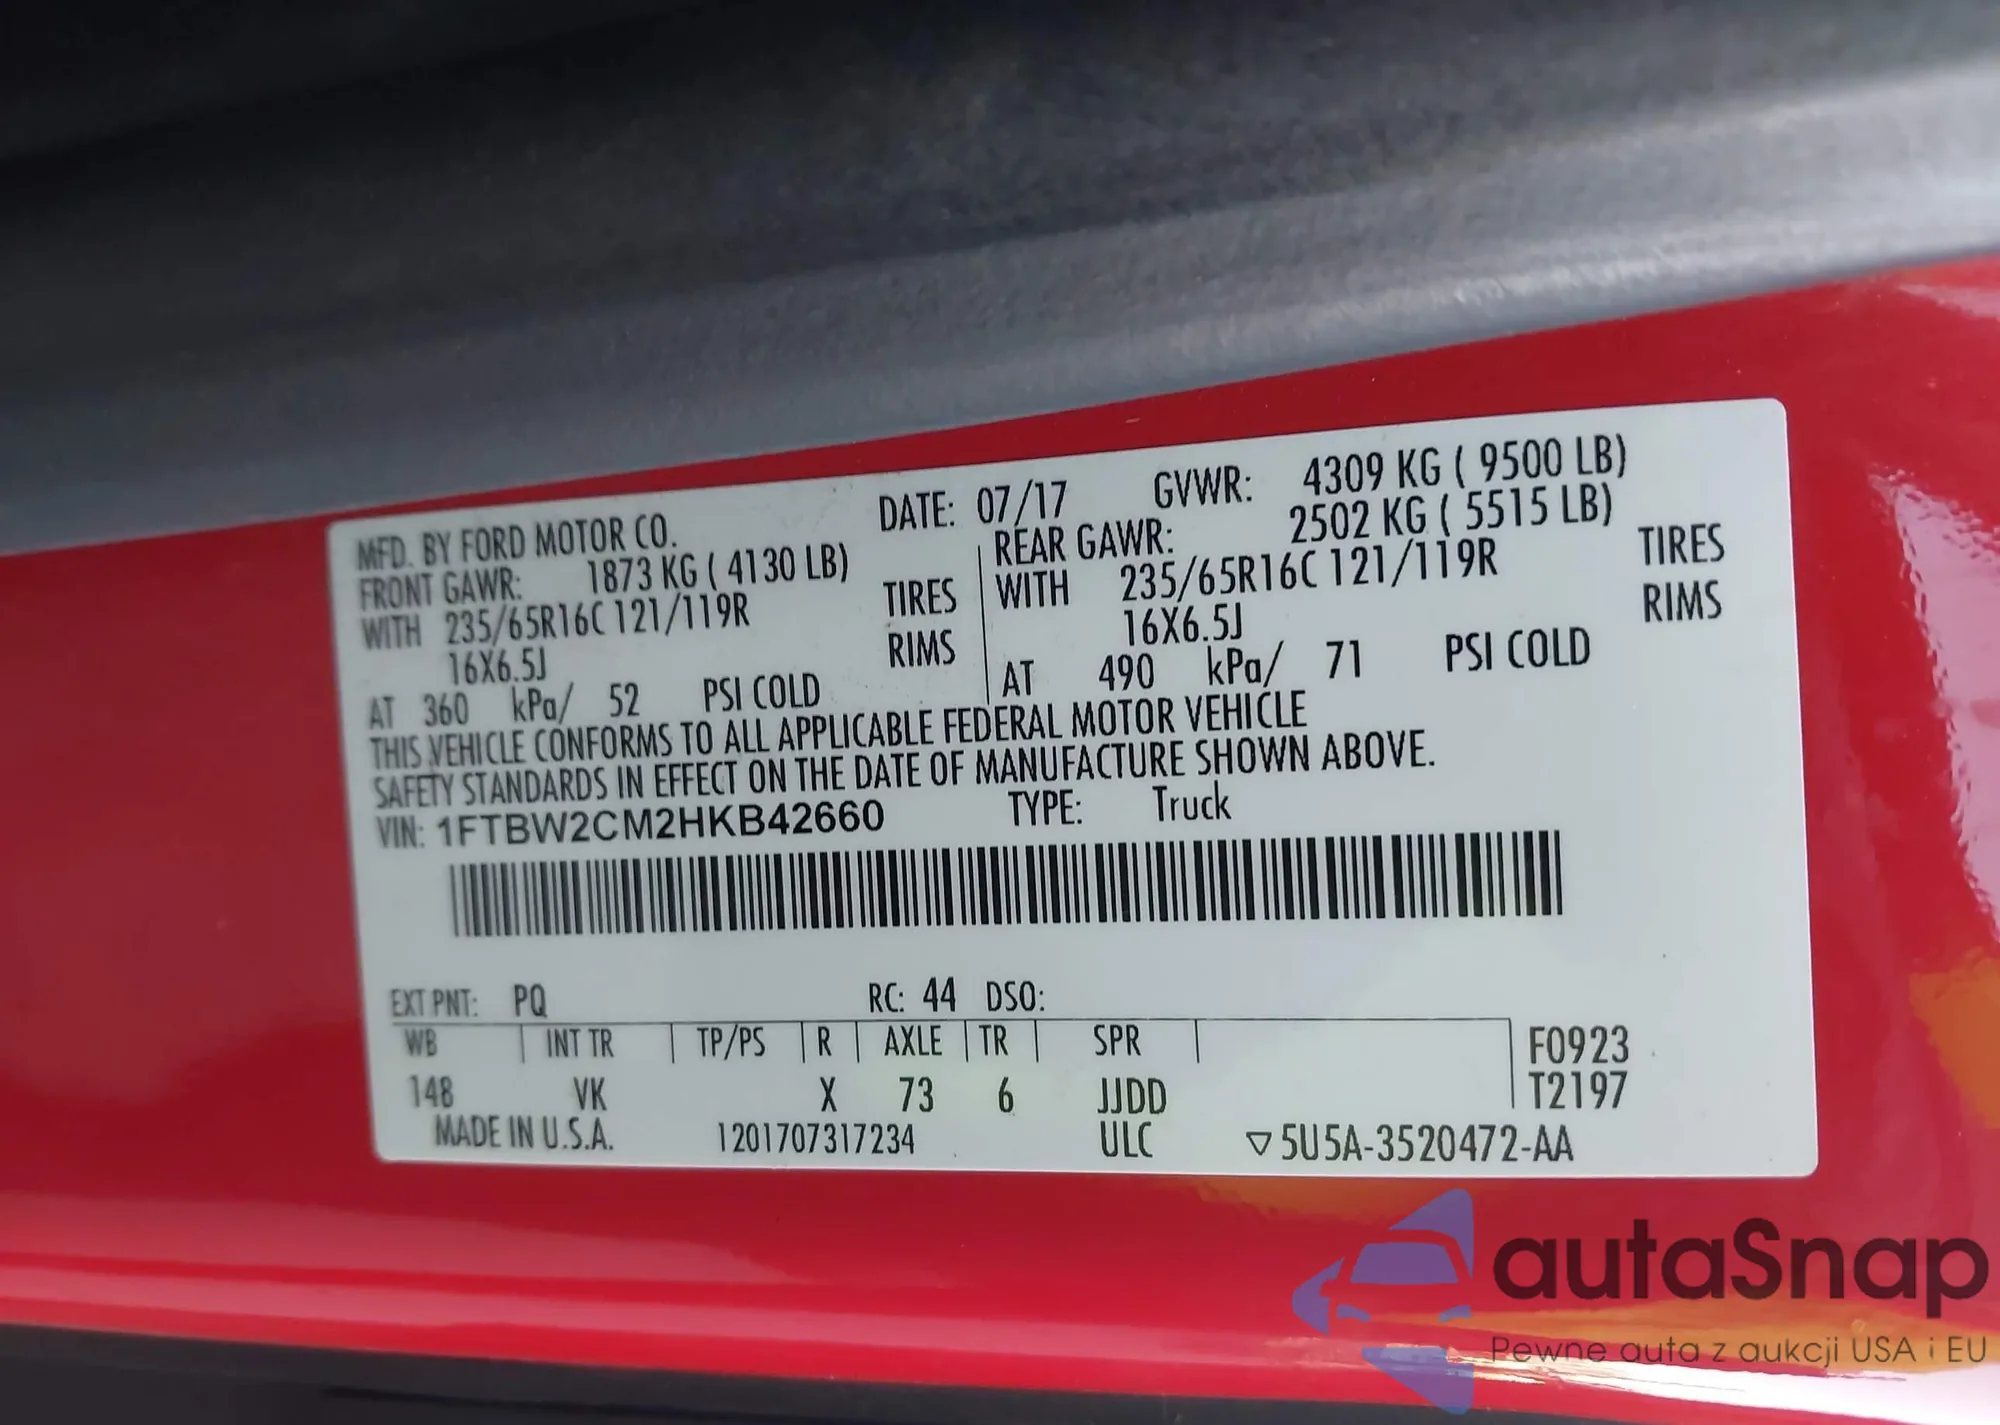 MFD. BY FORD MOTOR CO. DATE: 07/17 GVWR: 4309 KG ( 9500 LB)
FRONT GAWR: 1873 KG ( 4130 LB) REAR GAWR: 2502 KG ( 5515 LB)
WITH 235/65R16C 121/119R TIRES WITH 235/65R16C 121/119R TIRES
16X6.5J RIMS 16X6.5J RIMS
AT 360 kPa/ 52 PSI COLD AT 490 kPa/ 71 PSI COLD
THIS VEHICLE CONFORMS TO ALL APPLICABLE FEDERAL MOTOR VEHICLE
SAFETY STANDARDS IN EFFECT ON THE DATE OF MANUFACTURE SHOWN ABOVE.
VIN: 1FTBW2CM2HKB42660 TYPE: Truck
EXT PNT: PQ RC: 44 DSO:
WB INT TR TP/PS R AXLE TR SPR F0923
148 VK X 73 6 JJDD T2197
MADE IN U.S.A. 1201707317234 ULC ▽5U5A-3520472-AA
autaSnap
Pewne auta z aukcji USA i EU